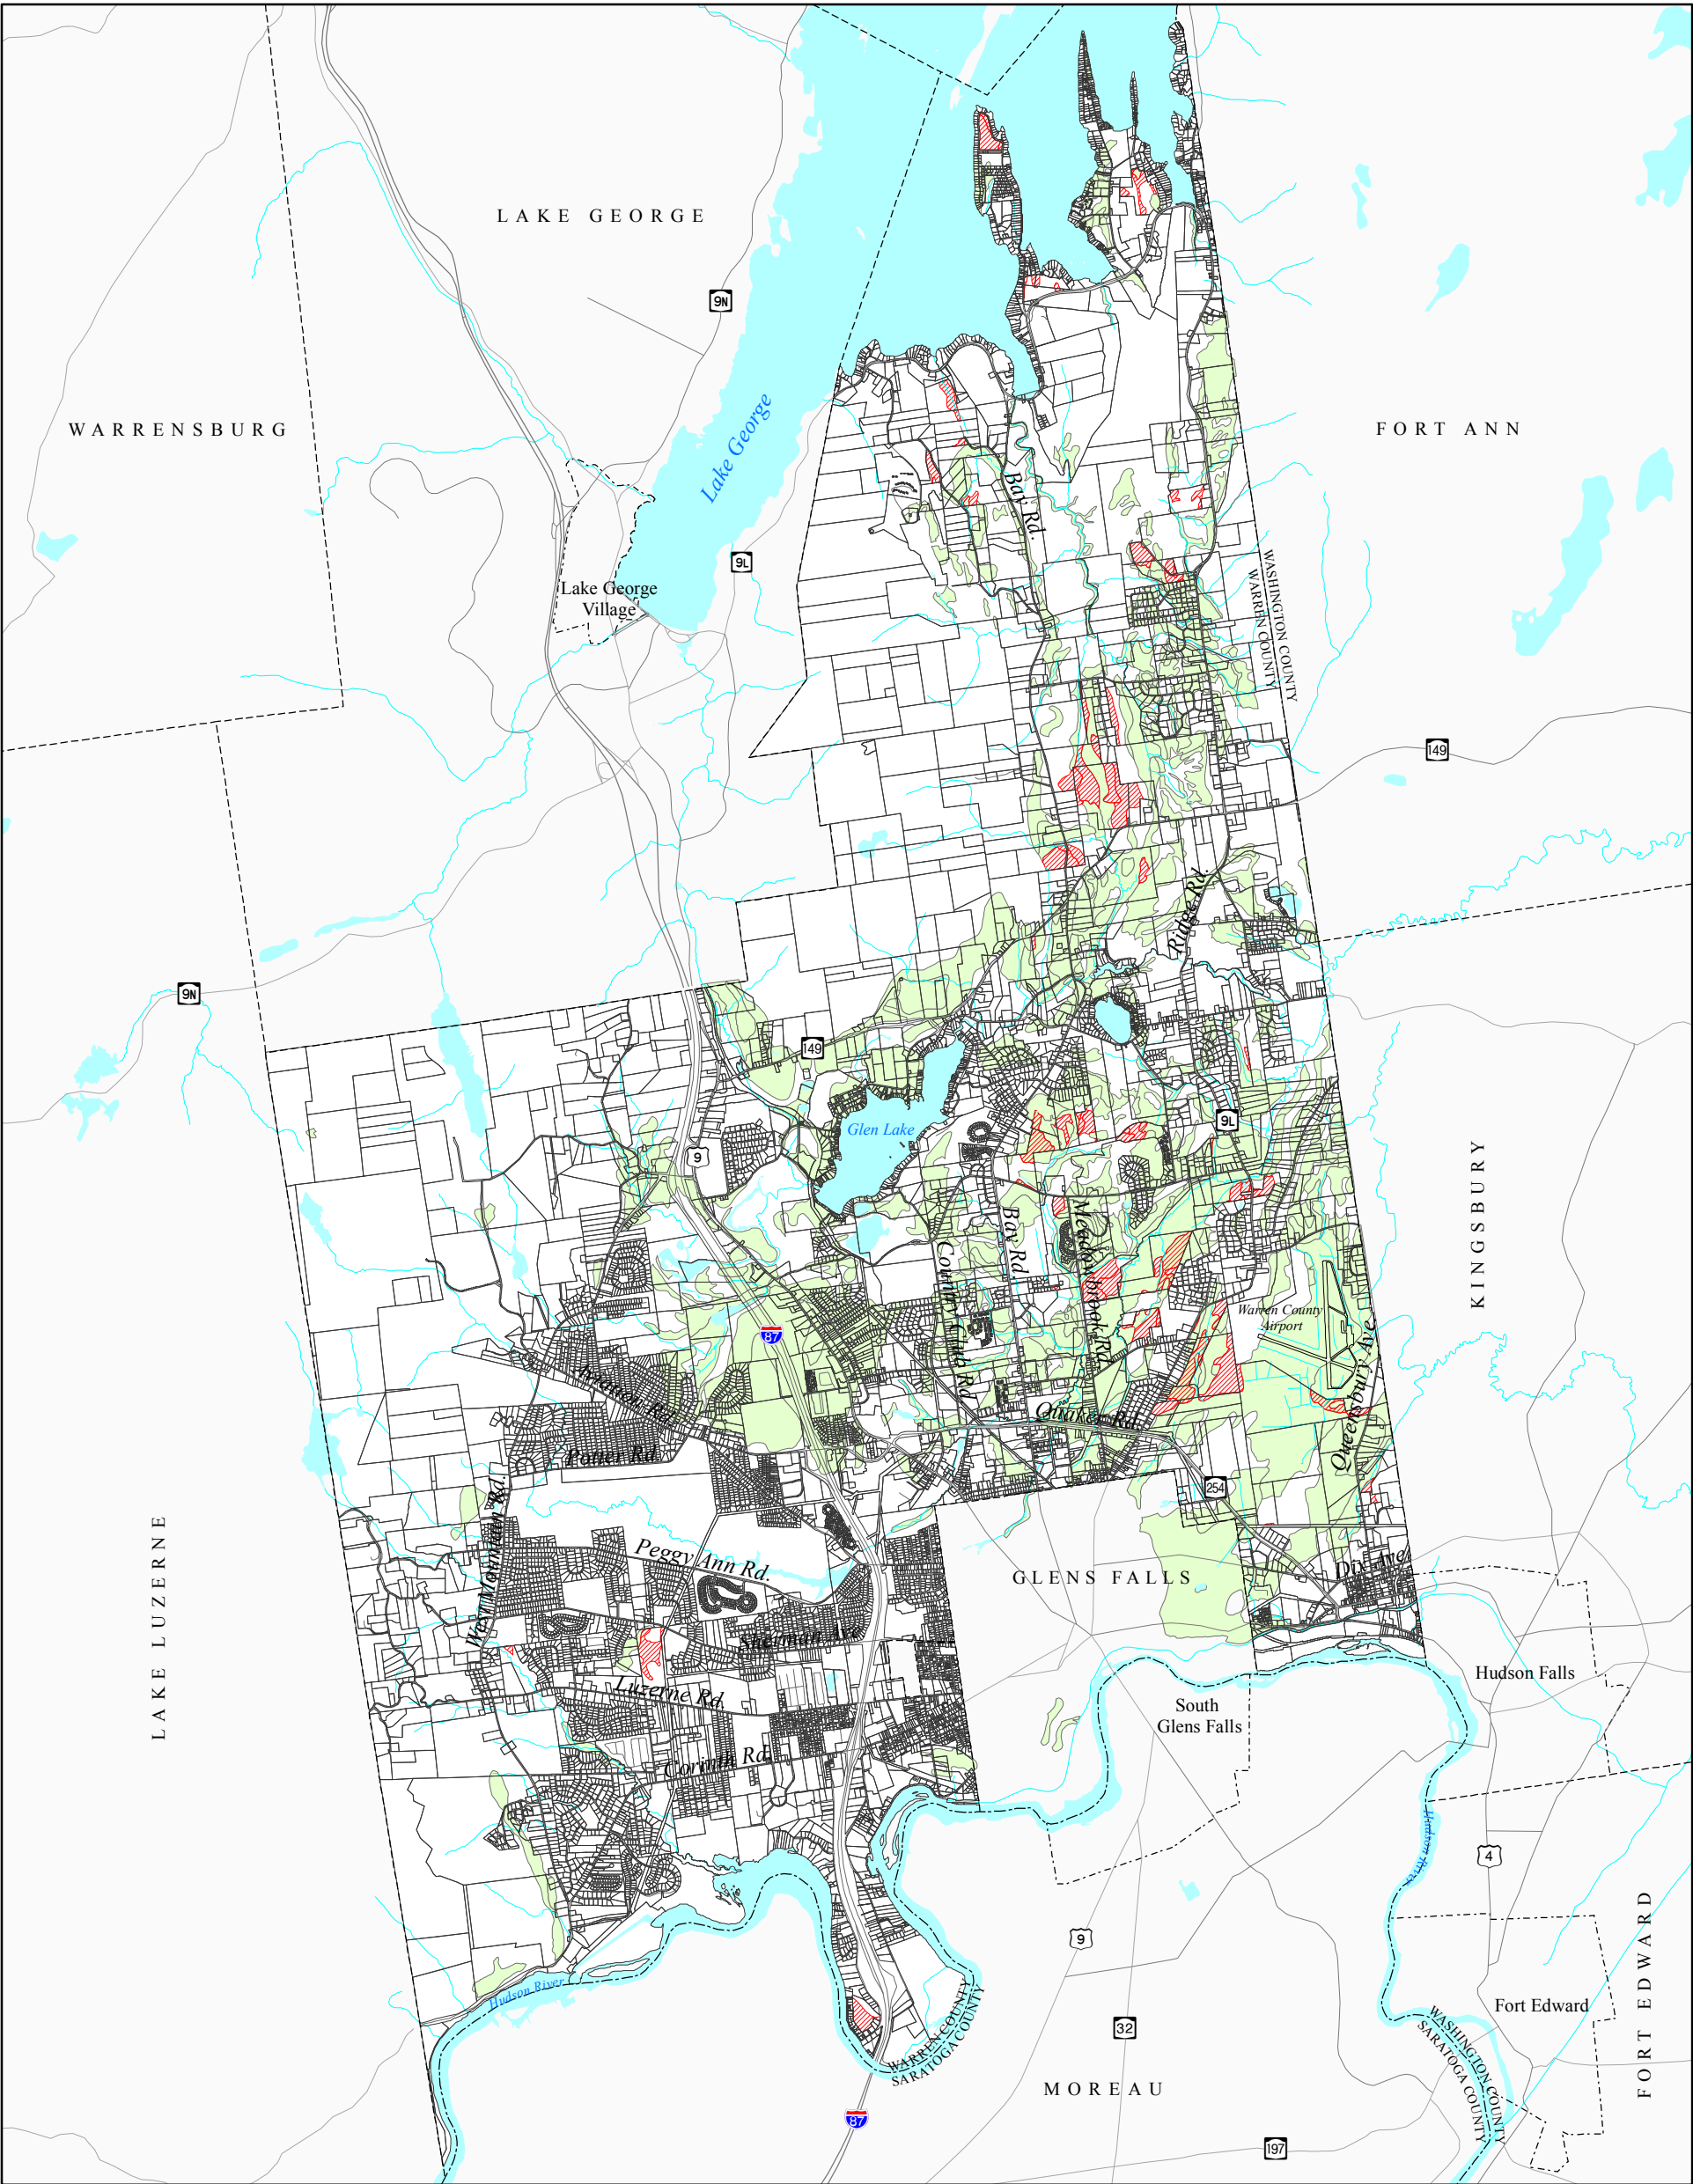 LAKE GEORGE
9N
WARRENSBURG
Lake George
FORT ANN
Bay Rd.
9L
Lake George
Village
WASHINGTON COUNTY
WARREN COUNTY
149
Ridge Rd.
9N
149
Glen Lake
9L
9
KINGSBURY
Bay Rd.
Meadowbrook Rd.
Country Club Rd.
Warren County
Airport
87
Queensbury Ave.
Aviation Rd.
Quaker Rd.
Potter Rd.
254
West Mountain Rd.
LAKE LUZERNE
Peggy Ann Rd.
GLENS FALLS
Dix Ave.
Sherman Ave.
Hudson Falls
Luzerne Rd.
South
Glens Falls
Corinth Rd.
Hudson River
4
9
FORT EDWARD
Hudson River
Fort Edward
32
WARREN COUNTY
SARATOGA COUNTY
WASHINGTON COUNTY
SARATOGA COUNTY
MOREAU
87
197